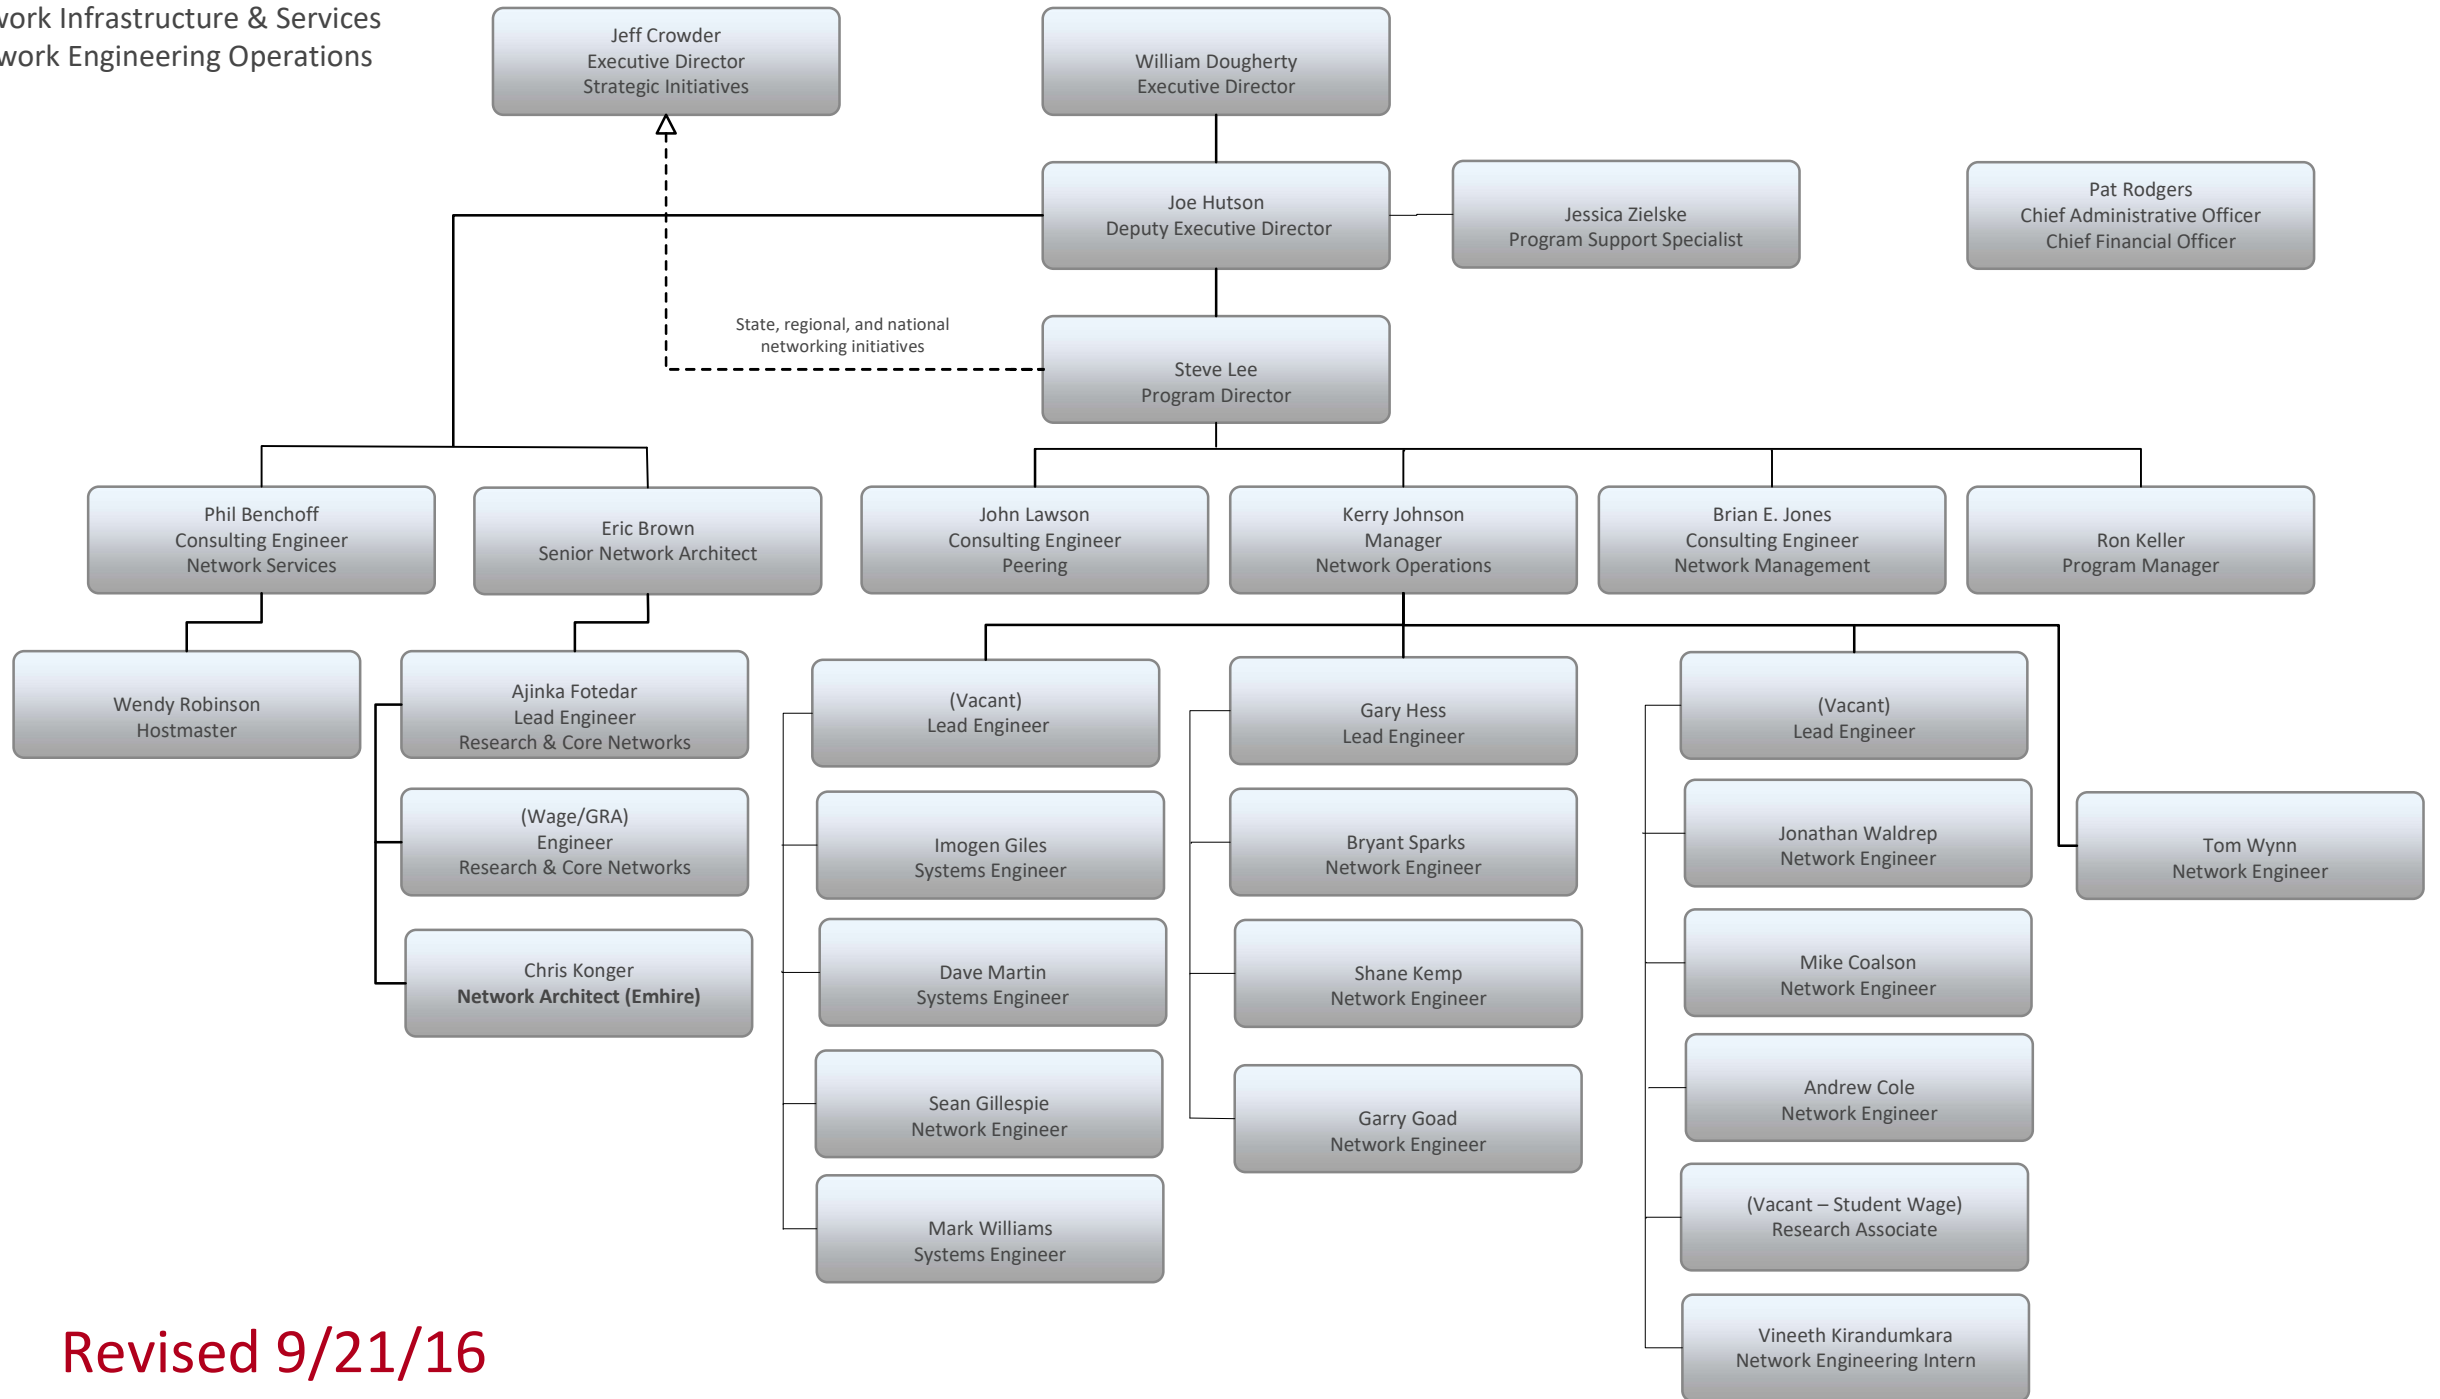 work Infrastructure & Services
work Engineering Operations
Jeff Crowder
Executive Director
Strategic Initiatives
William Dougherty
Executive Director
Joe Hutson
Deputy Executive Director
Jessica Zielske
Program Support Specialist
Pat Rodgers
Chief Administrative Officer
Chief Financial Officer
State, regional, and national
networking initiatives
Steve Lee
Program Director
Phil Benchoff
Consulting Engineer
Network Services
Eric Brown
Senior Network Architect
John Lawson
Consulting Engineer
Peering
Kerry Johnson
Manager
Network Operations
Brian E. Jones
Consulting Engineer
Network Management
Ron Keller
Program Manager
Wendy Robinson
Hostmaster
Ajinka Fotedar
Lead Engineer
Research & Core Networks
(Wage/GRA)
Engineer
Research & Core Networks
Chris Konger
Network Architect (Emhire)
(Vacant)
Lead Engineer
Imogen Giles
Systems Engineer
Dave Martin
Systems Engineer
Sean Gillespie
Network Engineer
Mark Williams
Systems Engineer
Gary Hess
Lead Engineer
Bryant Sparks
Network Engineer
Shane Kemp
Network Engineer
Garry Goad
Network Engineer
(Vacant)
Lead Engineer
Jonathan Waldrep
Network Engineer
Mike Coalson
Network Engineer
Andrew Cole
Network Engineer
(Vacant – Student Wage)
Research Associate
Vineeth Kirandumkara
Network Engineering Intern
Tom Wynn
Network Engineer
Revised 9/21/16